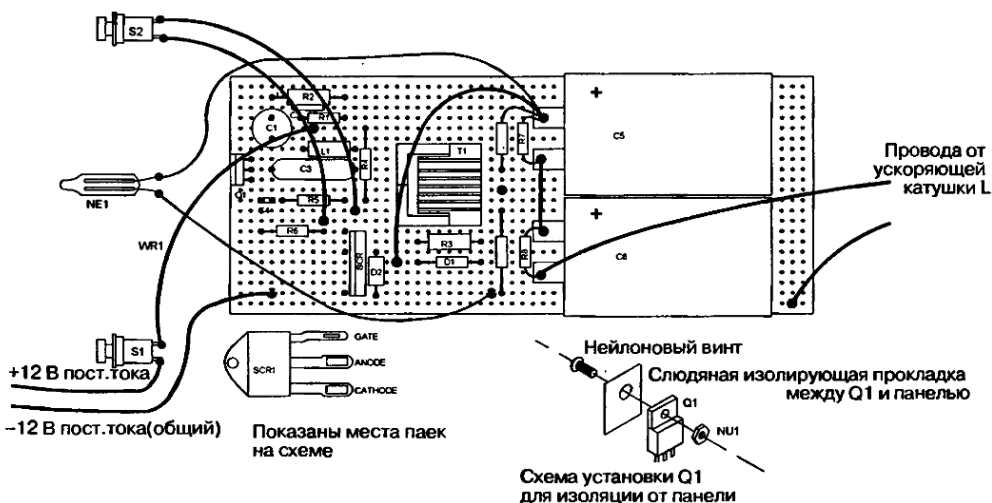 S2
R2
C1
R1
L1
C3
R4
T1
R7
C5
Q1
R5
R6
NE1
WR1
SCR
D2
R3
D1
R8
C6
Провода от
ускоряющей
катушки L
S1
+12 В пост.тока
−12 В пост.тока(общий)
SCR1
GATE
ANODE
CATHODE
Показаны места паек
на схеме
Нейлоновый винт
Слюдяная изолирующая прокладка
между Q1 и панелью
Q1
NU1
Схема установки Q1
для изоляции от панели